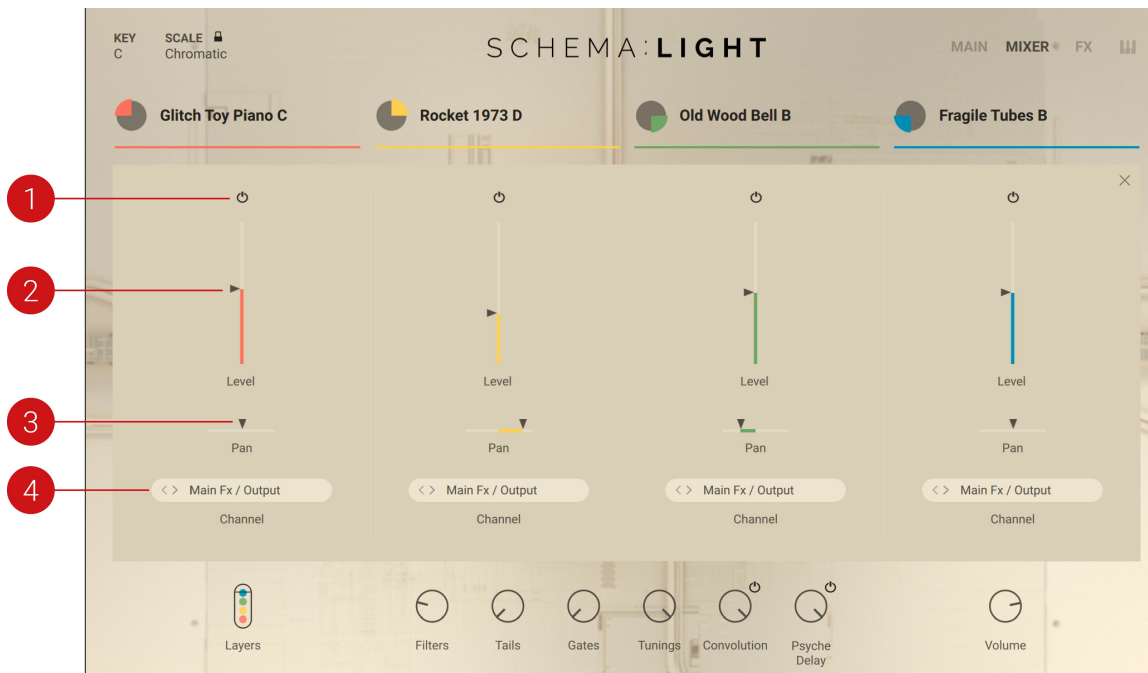 KEY
C
SCALE
Chromatic
SCHEMA:LIGHT
MAIN MIXER FX
Glitch Toy Piano C
Rocket 1973 D
Old Wood Bell B
Fragile Tubes B
1
2
Level
Level
Level
Level
3
Pan
Pan
Pan
Pan
4
< > Main Fx / Output
< > Main Fx / Output
< > Main Fx / Output
< > Main Fx / Output
Channel
Channel
Channel
Channel
Layers
Filters
Tails
Gates
Tunings
Convolution
Psyche
Delay
Volume